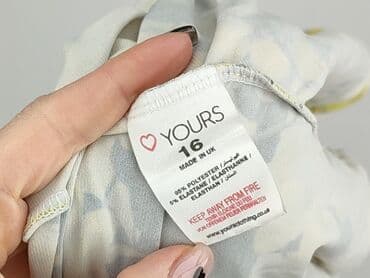 YOURS
16
MADE IN UK
95% POLYESTER / بوليستر /
5% ELASTANE / ELASTHANNE /
ELASTHAN /
KEEP AWAY FROM FIRE
www.yoursclothing.co.uk